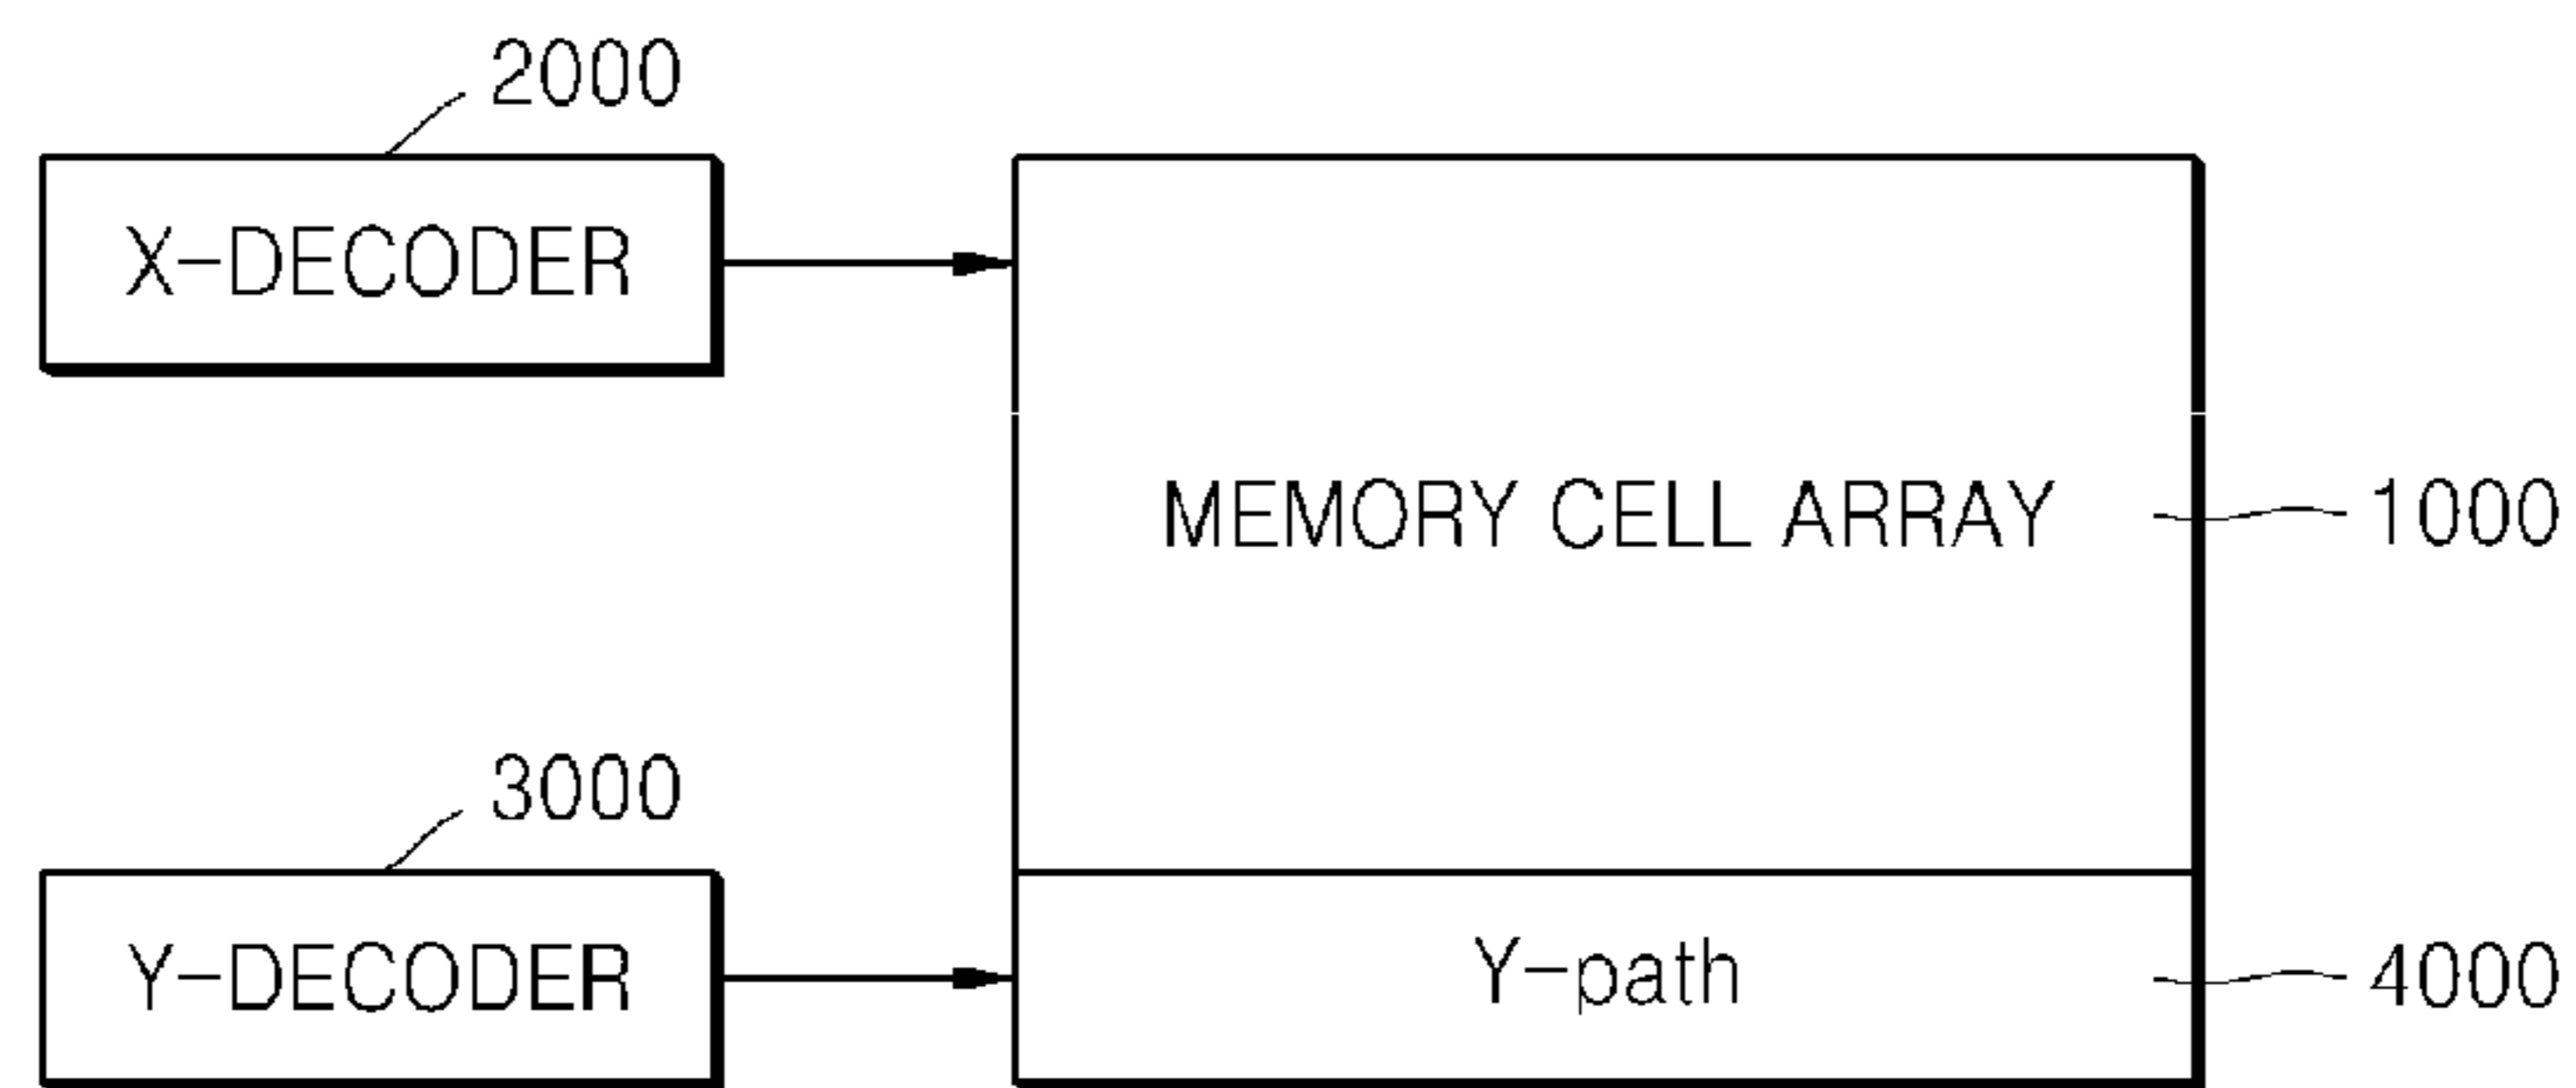 2000
X-DECODER
MEMORY CELL ARRAY
1000
3000
Y-DECODER
Y-path
4000